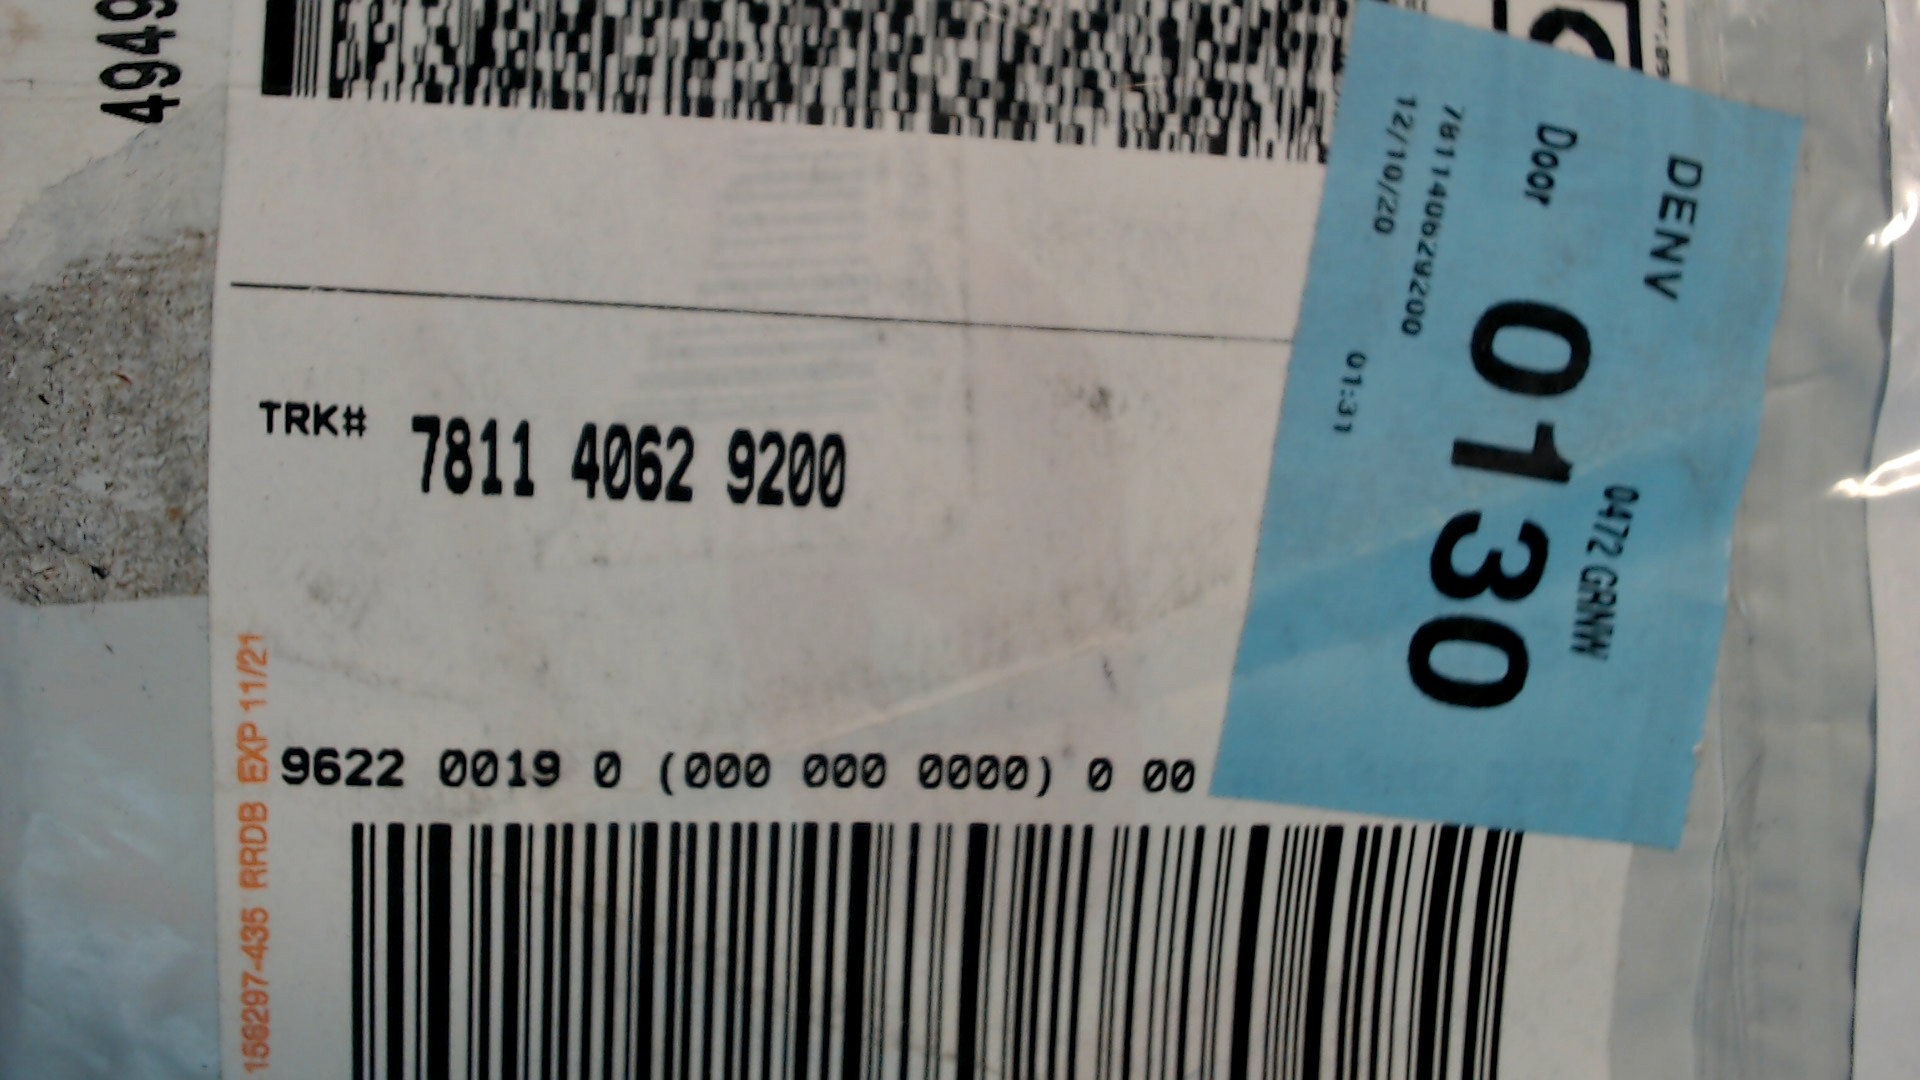 4949
TRK# 7811 4062 9200
9622 0019 0 (000 000 0000) 0 00
156297-435 RRDB EXP 11/21
DENV
0472 GRNW
Door 0130
781140629200
12/10/20 01:31